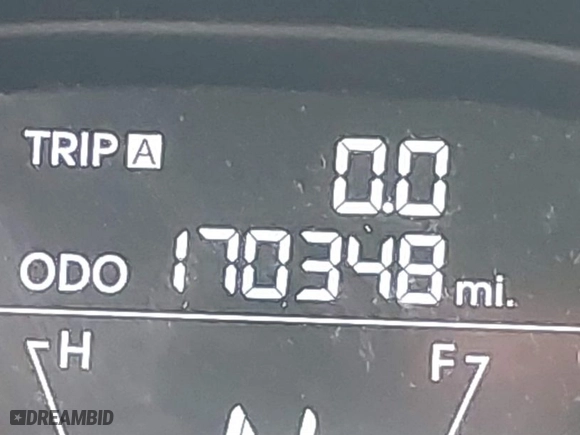 TRIP A 0.0
ODO 170348 mi.
H F
N
DREAMBID